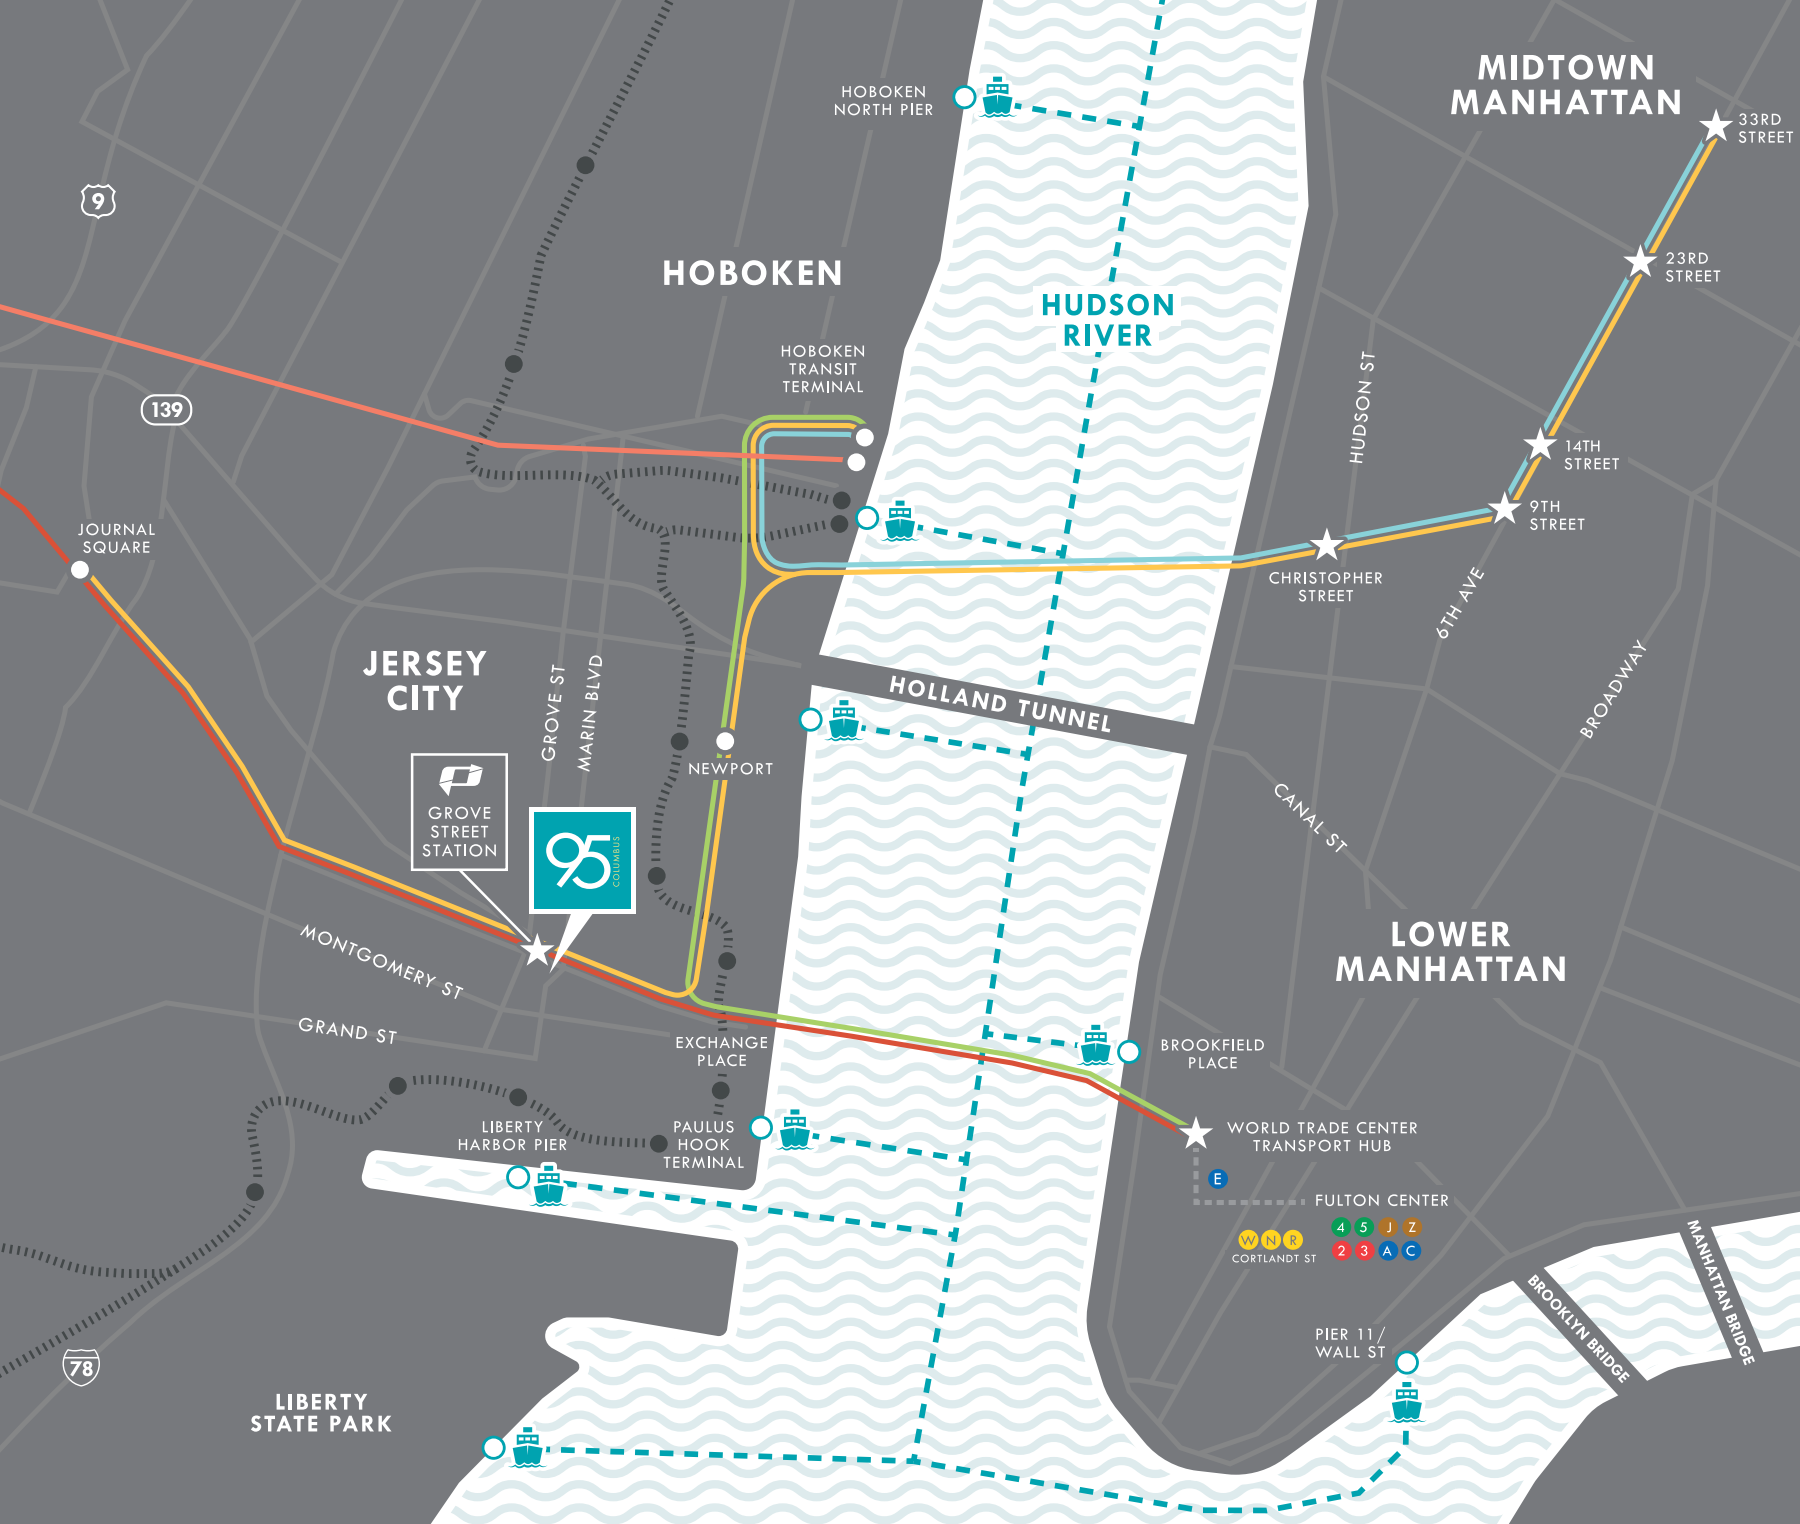 MIDTOWN
MANHATTAN
HOBOKEN
NORTH PIER
33RD
STREET
9
23RD
STREET
HOBOKEN
HUDSON
RIVER
HOBOKEN
TRANSIT
TERMINAL
139
HUDSON ST
14TH
STREET
9TH
STREET
JOURNAL
SQUARE
CHRISTOPHER
STREET
6TH AVE
JERSEY
CITY
GROVE ST
MARIN BLVD
HOLLAND TUNNEL
BROADWAY
NEWPORT
GROVE
STREET
STATION
95
COLUMBUS
CANAL ST
MONTGOMERY ST
LOWER
MANHATTAN
GRAND ST
EXCHANGE
PLACE
BROOKFIELD
PLACE
LIBERTY
HARBOR PIER
PAULUS
HOOK
TERMINAL
WORLD TRADE CENTER
TRANSPORT HUB
E
FULTON CENTER
4 5 J Z
W N R
2 3 A C
CORTLANDT ST
MANHATTAN BRIDGE
BROOKLYN BRIDGE
PIER 11/
WALL ST
78
LIBERTY
STATE PARK